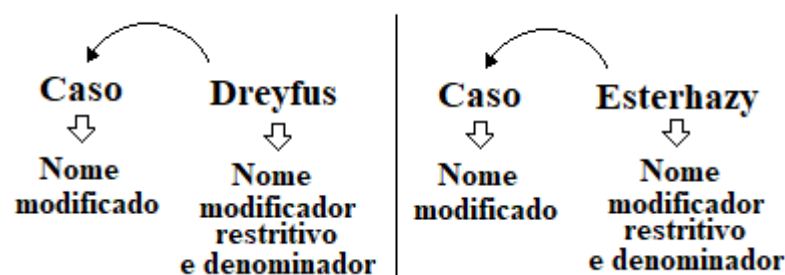 Caso Dreyfus
Nome modificado
Nome modificador restritivo e denominador
Caso Esterhazy
Nome modificado
Nome modificador restritivo e denominador